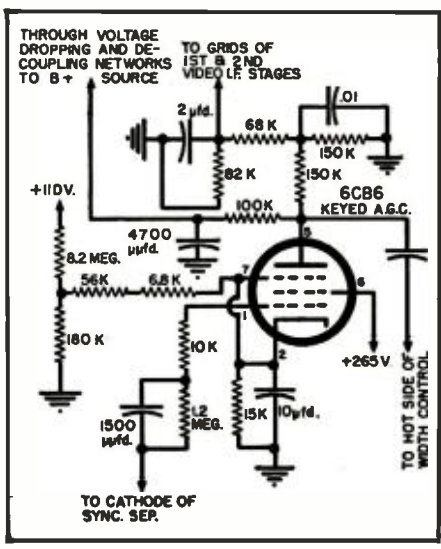 THROUGH VOLTAGE
DROPPING AND DE-
COUPLING NETWORKS
TO B+ SOURCE
TO GRIDS OF
1ST & 2ND
VIDEO I.F. STAGES
.01
2 µfd.
68 K
150 K
82 K
150 K
6CB6
KEYED A.G.C.
+110V.
100K
4700
µµfd.
5
8.2 MEG.
56K
6.8 K
7
6
1
180 K
10 K
2
+265V
1500
µµfd.
1.2
MEG.
15K
10µfd.
TO HOT SIDE OF
WIDTH CONTROL
TO CATHODE OF
SYNC. SEP.